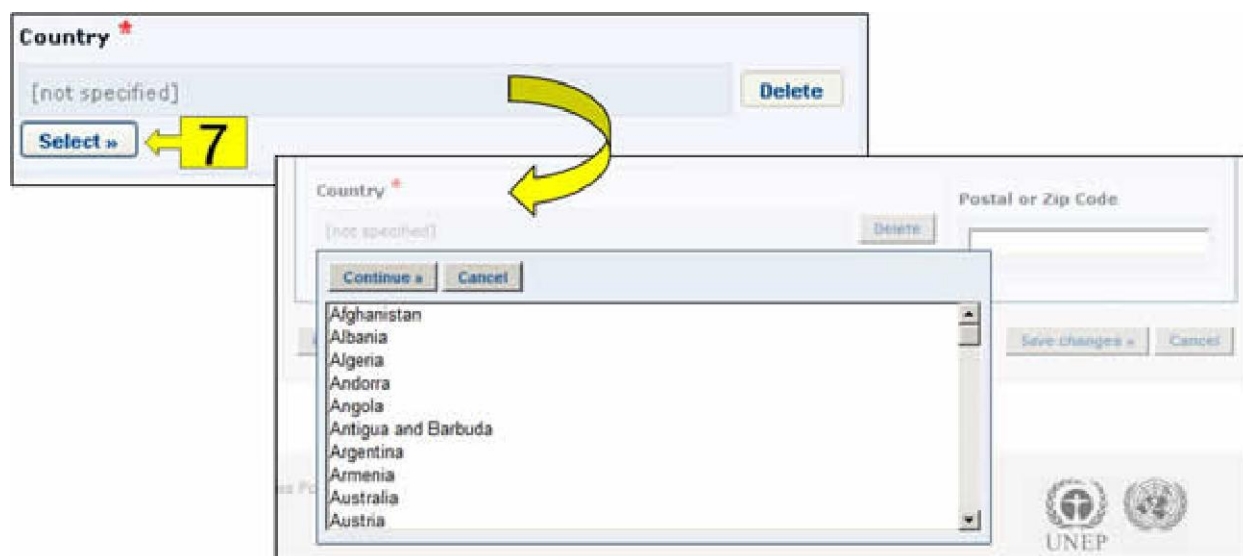 Country *
[not specified]
Delete
Select »
7
Country *
[not specified]
Delete
Postal or Zip Code
Continue »
Cancel
Afghanistan
Albania
Algeria
Andorra
Angola
Antigua and Barbuda
Argentina
Armenia
Australia
Austria
Save changes »
Cancel
UNEP